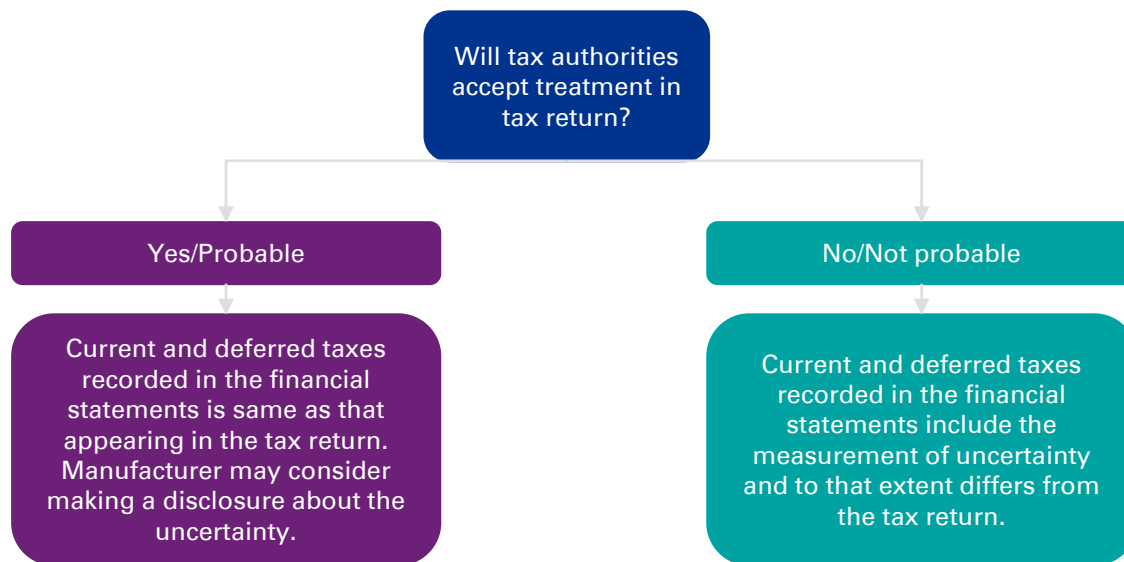 Will tax authorities
accept treatment in
tax return?
Yes/Probable
No/Not probable
Current and deferred taxes
recorded in the financial
statements is same as that
appearing in the tax return.
Manufacturer may consider
making a disclosure about the
uncertainty.
Current and deferred taxes
recorded in the financial
statements include the
measurement of uncertainty
and to that extent differs from
the tax return.